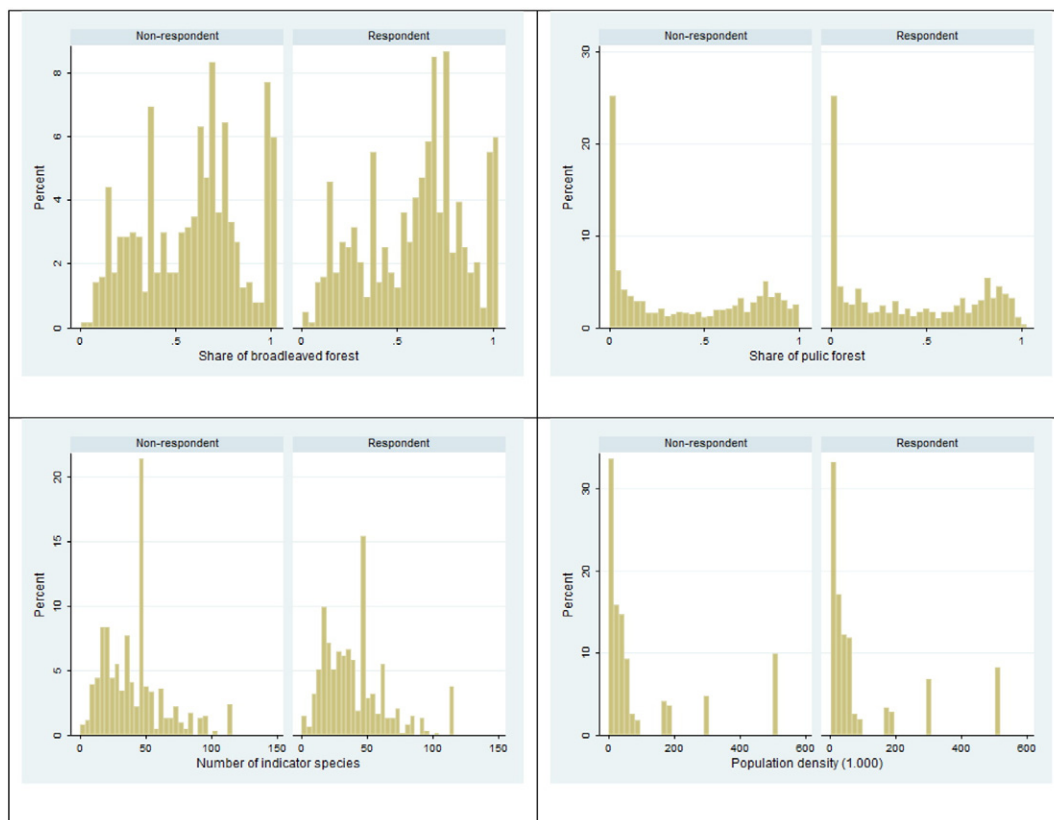 Non-respondent Respondent
Percent
8
6
4
2
0
0 .5 1 0 .5 1
Share of broadleaved forest
Non-respondent Respondent
Percent
30
20
10
0
0 .5 1 0 .5 1
Share of pulic forest
Non-respondent Respondent
Percent
20
15
10
5
0
0 50 100 150 0 50 100 150
Number of indicator species
Non-respondent Respondent
Percent
30
20
10
0
0 200 400 600 0 200 400 600
Population density (1.000)